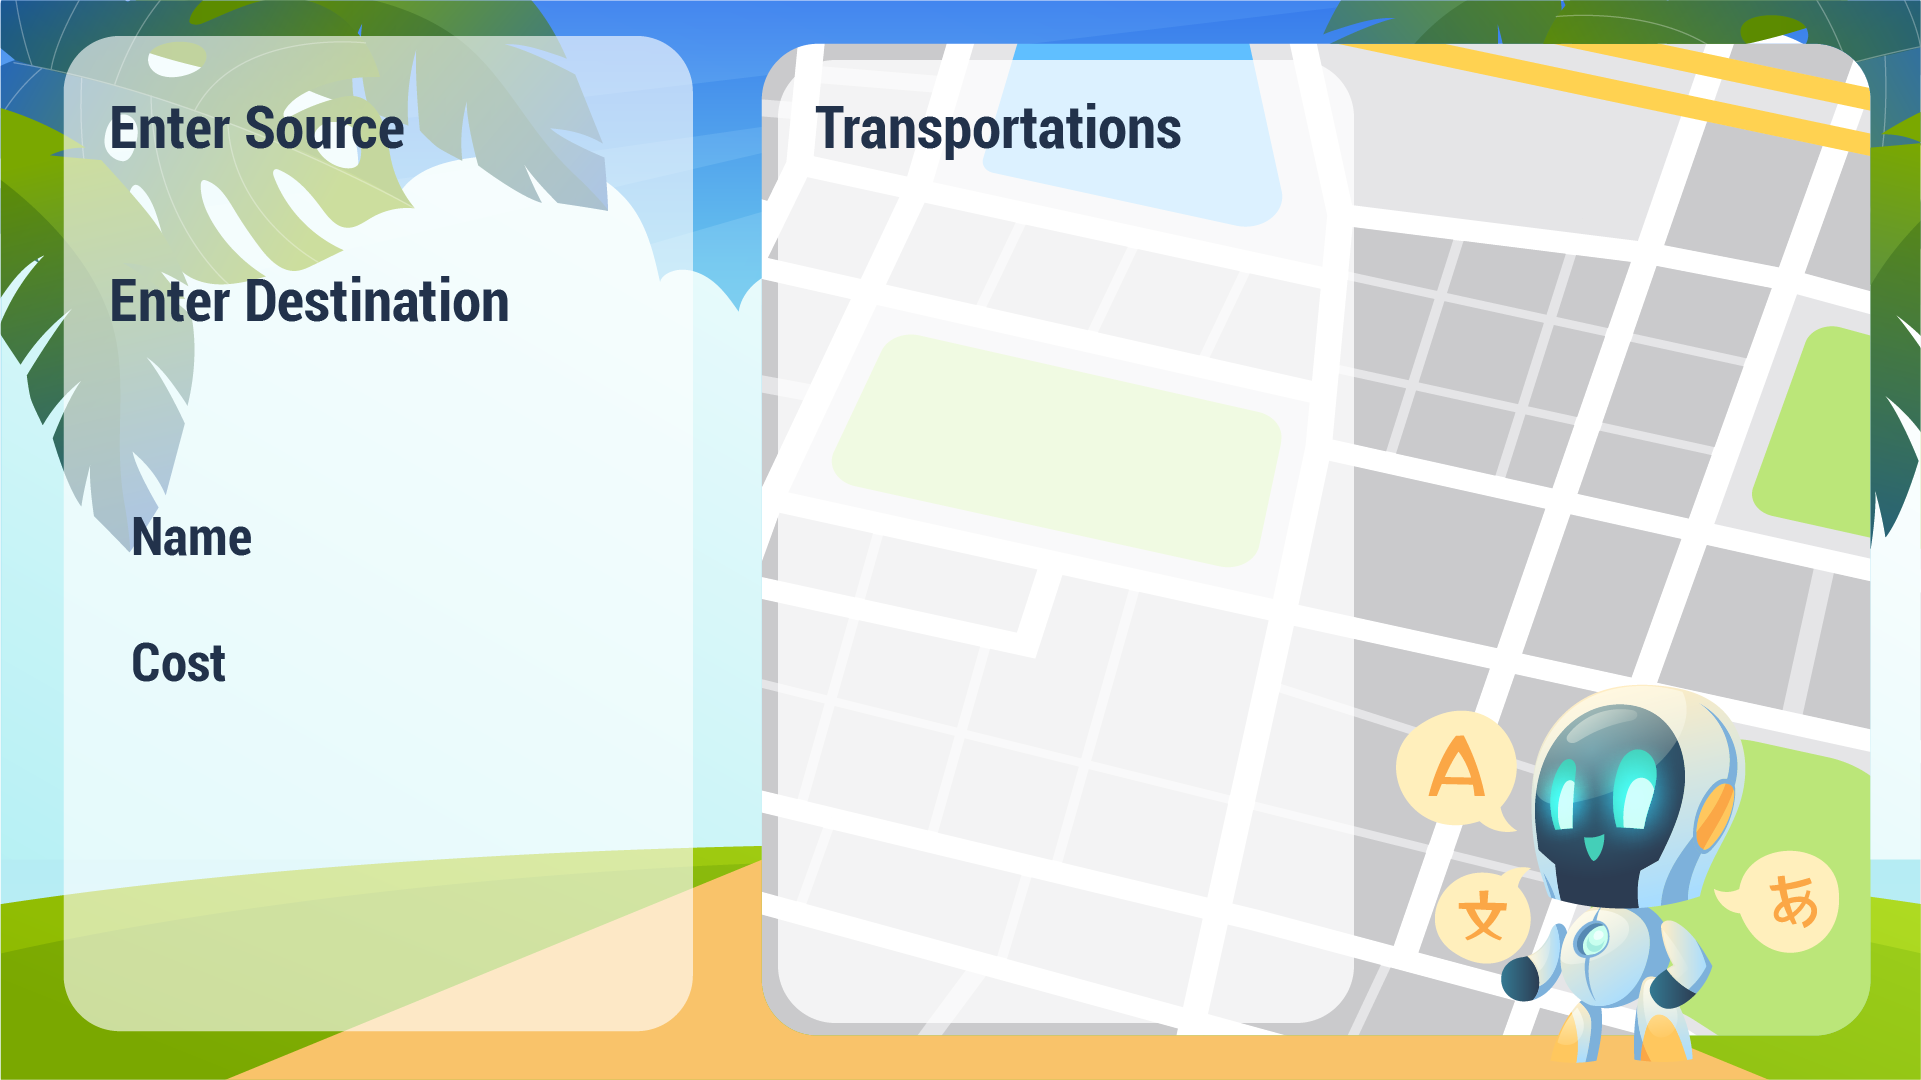 Enter Source
Enter Destination
Name
Cost
Transportations
A
文
あ